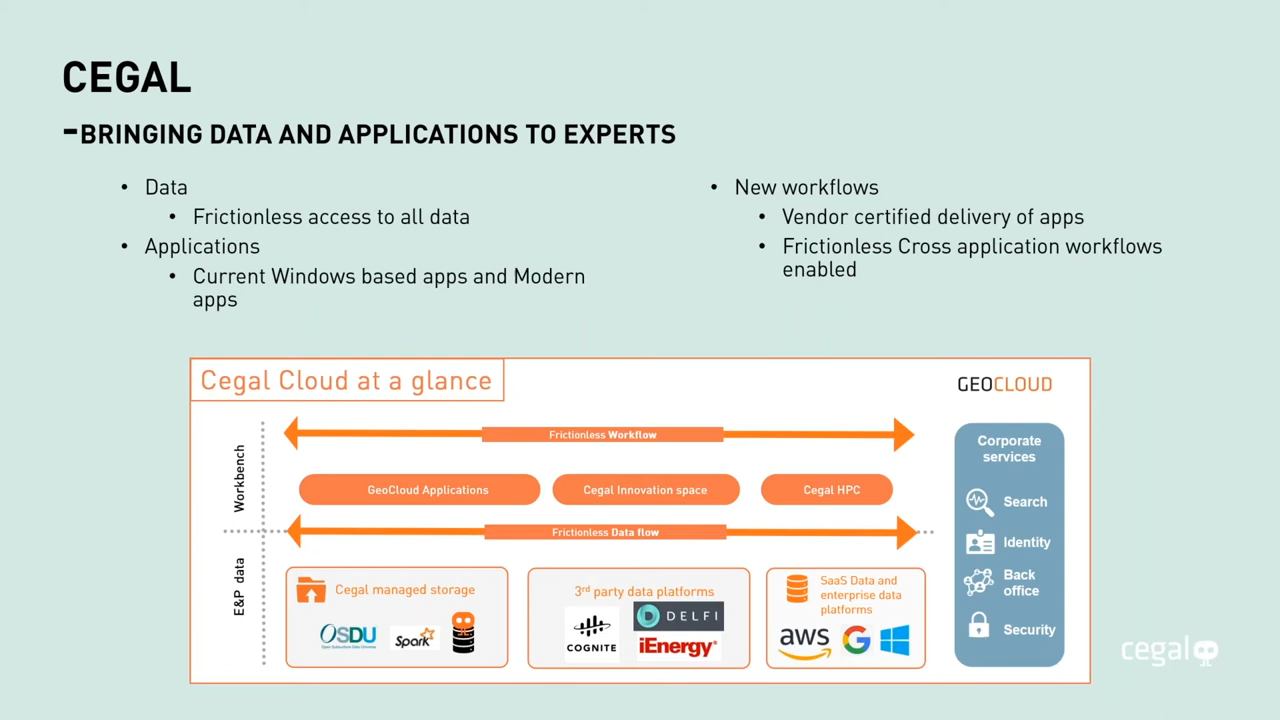 CEGAL
-BRINGING DATA AND APPLICATIONS TO EXPERTS
• Data
• Frictionless access to all data
• Applications
• Current Windows based apps and Modern
apps
• New workflows
• Vendor certified delivery of apps
• Frictionless Cross application workflows
enabled
Cegal Cloud at a glance
GEOCLOUD
Workbench
Frictionless Workflow
GeoCloud Applications
Cegal Innovation space
Cegal HPC
Frictionless Data flow
E&P data
Cegal managed storage
OSDU
Open Subsurface Data Universe
Spark
3rd party data platforms
COGNITE
DELFI
iEnergy®
SaaS Data and
enterprise data
platforms
aws
G
Corporate
services
Search
Identity
Back
office
Security
cegal